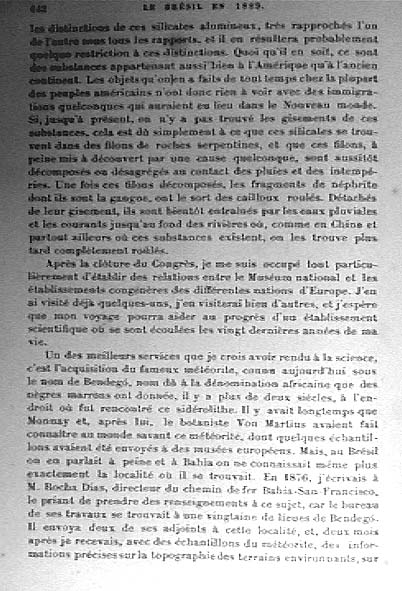 642 LE BRÉSIL EN 1889.
les distinctions de ces silicates alumineux, très rapprochés l'un
de l'autre sous tous les rapports, et il en résultera probablement
quelque restriction à ces distinctions. Quoi qu'il en soit, ce sont
des substances appartenant aussi bien à l'Amérique qu'à l'ancien
continent. Les objets qu'on en a faits de tout temps chez la plupart
des peuples américains n'ont donc rien à voir avec des immigra-
tions quelconques qui auraient eu lieu dans le Nouveau monde.
Si, jusqu'à présent, on n'y a pas trouvé les gisements de ces
substances, cela est dû simplement à ce que ces silicates se trou-
vent dans des filons de roches serpentines, et que ces filons, à
peine mis à découvert par une cause quelconque, sont aussitôt
décomposés ou désagrégés au contact des pluies et des intempé-
ries. Une fois ces filons décomposés, les fragments de néphrite
dont ils sont la gangue, ont le sort des cailloux roulés. Détachés
de leur gisement, ils sont bientôt entraînés par les eaux pluviales
et les courants jusqu'au fond des rivières où, comme en Chine et
partout ailleurs où ces substances existent, on les trouve plus
tard complètement roulés.
Après la clôture du Congrès, je me suis occupé tout particu-
lièrement d'établir des relations entre le Muséum national et les
établissements congénères des différentes nations d'Europe. J'en
ai visité déjà quelques-uns, j'en visiterai bien d'autres, et j'espère
que mon voyage pourra aider au progrès d'un établissement
scientifique où se sont écoulées les vingt dernières années de ma
vie.
Un des meilleurs services que je crois avoir rendu à la science,
c'est l'acquisition du fameux météorite, connu aujourd'hui sous
le nom de Bendegó, nom dû à la dénomination africaine que des
nègres marrons ont donnée, il y a plus de deux siècles, à l'en-
droit où fut rencontré ce sidérolithe. Il y avait longtemps que
Mornay et, après lui, le botaniste Von Martius avaient fait
connaître au monde savant ce météorite, dont quelques échantil-
lons avaient été envoyés à des musées européens. Mais, au Brésil
on en parlait à peine et à Bahia on ne connaissait même plus
exactement la localité où il se trouvait. En 1876, j'écrivais à
M. Rocha Dias, directeur du chemin de fer Bahia-San-Francisco,
le priant de prendre des renseignements à ce sujet, car le bureau
de ses travaux se trouvait à une vingtaine de lieues de Bendegó.
Il envoya deux de ses adjoints à cette localité, et, deux mois
après je recevais, avec des échantillons du météorite, des infor-
mations précises sur la topographie des terrains environnants, sur